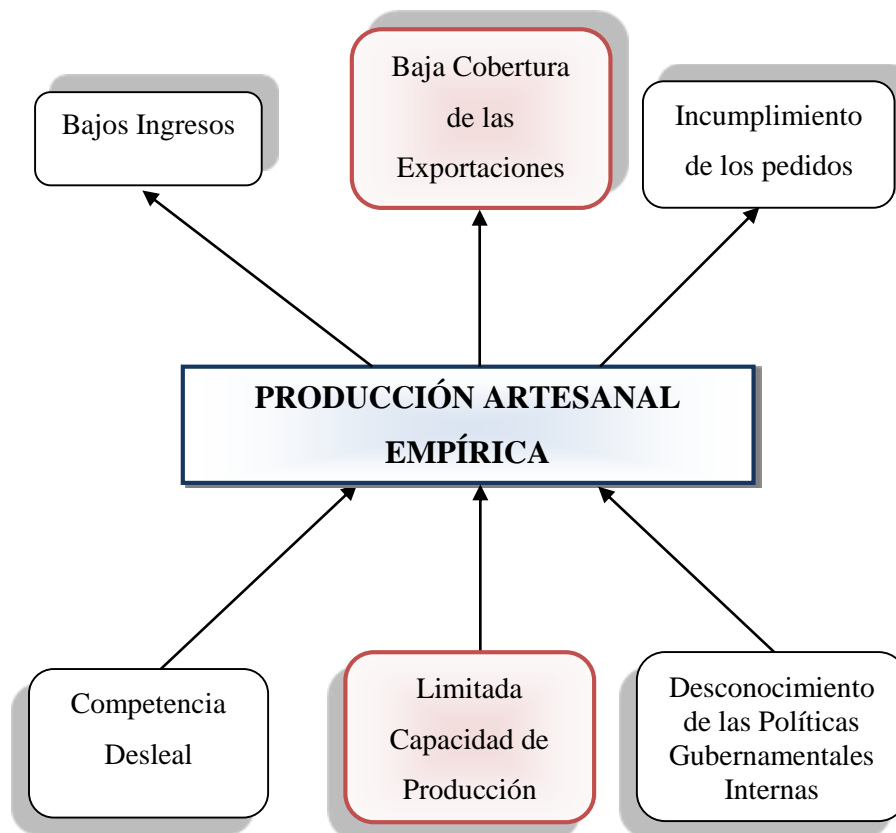 Bajos Ingresos
Baja Cobertura
de las
Exportaciones
Incumplimiento
de los pedidos
PRODUCCIÓN ARTESANAL
EMPÍRICA
Competencia
Desleal
Limitada
Capacidad de
Producción
Desconocimiento
de las Políticas
Gubernamentales
Internas